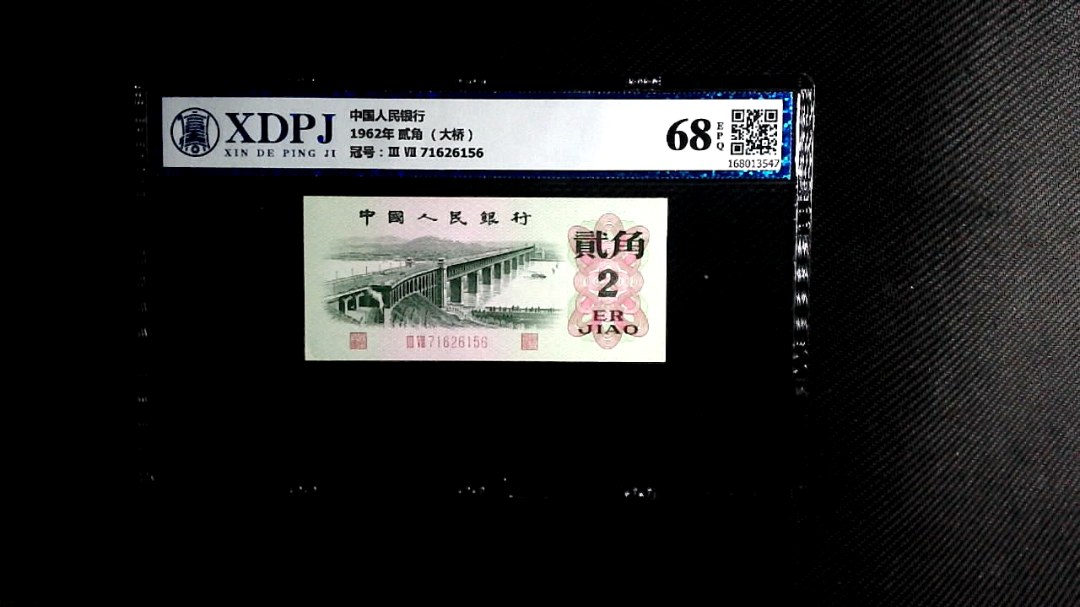 XDPJ
XIN DE PING JI
中国人民银行
1962年 贰角 （大桥）
冠号：Ⅲ Ⅶ 71626156
68
EPQ
168013547
中國人民銀行
貳角
2
ER
JIAO
Ⅲ Ⅶ 71626156